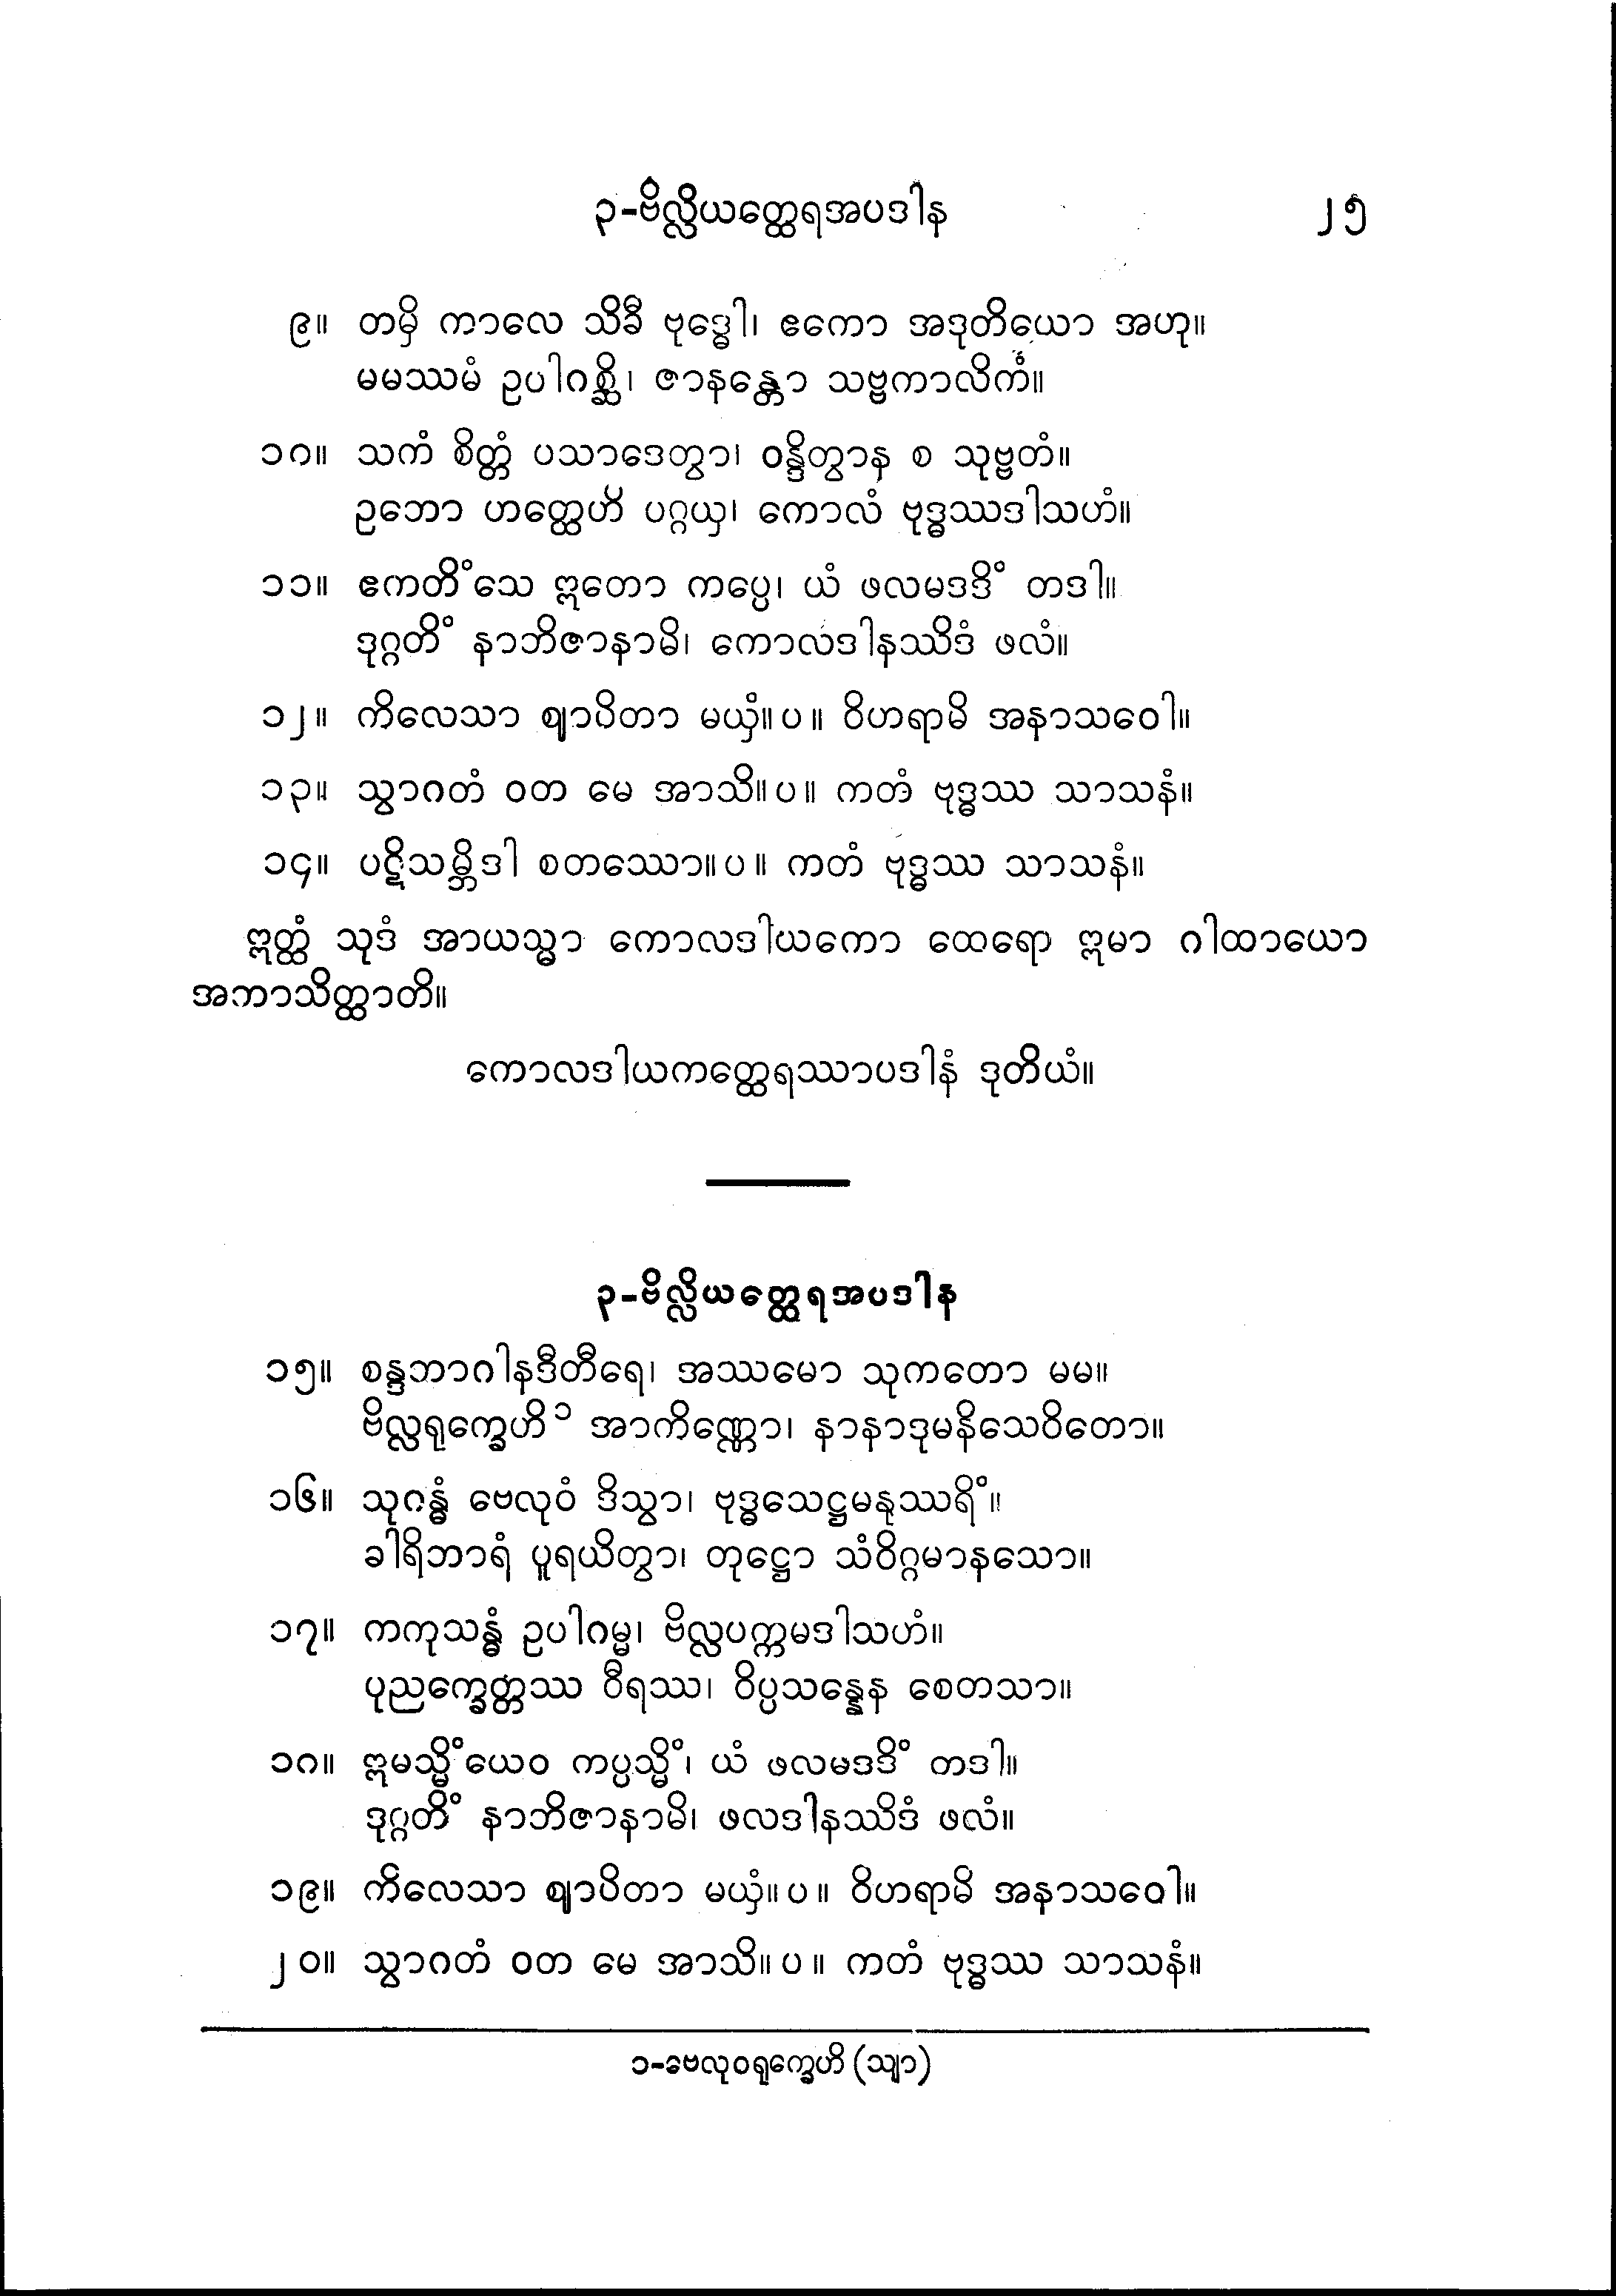 ၃-ဗိလ္လိယတ္ထေရအပဒါန ၂၅
၉။ တမှိ ကာလေ သိခီ ဗုဒ္ဓေါ၊ ဧကော အဒုတိယော အဟု။
မမဿမံ ဥပါဂစ္ဆိ၊ ဇာနန္တော သဗ္ဗကာလိကံ။
၁၀။ သကံ စိတ္တံ ပသာဒေတွာ၊ ဝန္ဒိတွာန စ သုဗ္ဗတံ။
ဥဘော ဟတ္ထေဟိ ပဂ္ဂယှ၊ ကောလံ ဗုဒ္ဓဿဒါသဟံ။
၁၁။ ဧကတိံသေ ဣတော ကပ္ပေ၊ ယံ ဖလမဒဒိံ တဒါ။
ဒုဂ္ဂတိံ နာဘိဇာနာမိ၊ ကောလဒါနဿိဒံ ဖလံ။
၁၂။ ကိလေသာ ဈာပိတာ မယှံ။ပ။ ဝိဟရာမိ အနာသဝေါ။
၁၃။ သွာဂတံ ဝတ မေ အာသိ။ပ။ ကတံ ဗုဒ္ဓဿ သာသနံ။
၁၄။ ပဋိသမ္ဘိဒါ စတဿော။ပ။ ကတံ ဗုဒ္ဓဿ သာသနံ။
ဣတ္ထံ သုဒံ အာယသ္မာ ကောလဒါယကော ထေရော ဣမာ ဂါထာယော
အဘာသိတ္ထာတိ။
ကောလဒါယကတ္ထေရဿာပဒါနံ ဒုတိယံ။
၃-ဗိလ္လိယတ္ထေရအပဒါန
၁၅။ စန္ဒဘာဂါနဒီတီရေ၊ အဿမော သုကတော မမ။
ဗိလ္လရုက္ခေဟိ ၁ အာကိဏ္ဏော၊ နာနာဒုမနိသေဝိတော။
၁၆။ သုဂန္ဓံ ဗေလုဝံ ဒိသွာ၊ ဗုဒ္ဓသေဋ္ဌမနုဿရိံ။
ခါရိဘာရံ ပူရယိတွာ၊ တုဋ္ဌော သံဝိဂ္ဂမာနသော။
၁၇။ ကကုသန္ဓံ ဥပါဂမ္မ၊ ဗိလ္လပက္ကမဒါသဟံ။
ပုညက္ခေတ္တဿ ဝီရဿ၊ ဝိပ္ပသန္နေန စေတသာ။
၁၈။ ဣမသ္မိံယေဝ ကပ္ပသ္မိံ၊ ယံ ဖလမဒဒိံ တဒါ။
ဒုဂ္ဂတိံ နာဘိဇာနာမိ၊ ဖလဒါနဿိဒံ ဖလံ။
၁၉။ ကိလေသာ ဈာပိတာ မယှံ။ပ။ ဝိဟရာမိ အနာသဝေါ။
၂၀။ သွာဂတံ ဝတ မေ အာသိ။ပ။ ကတံ ဗုဒ္ဓဿ သာသနံ။
၁-ဗေလုဝရုက္ခေဟိ (သျာ)